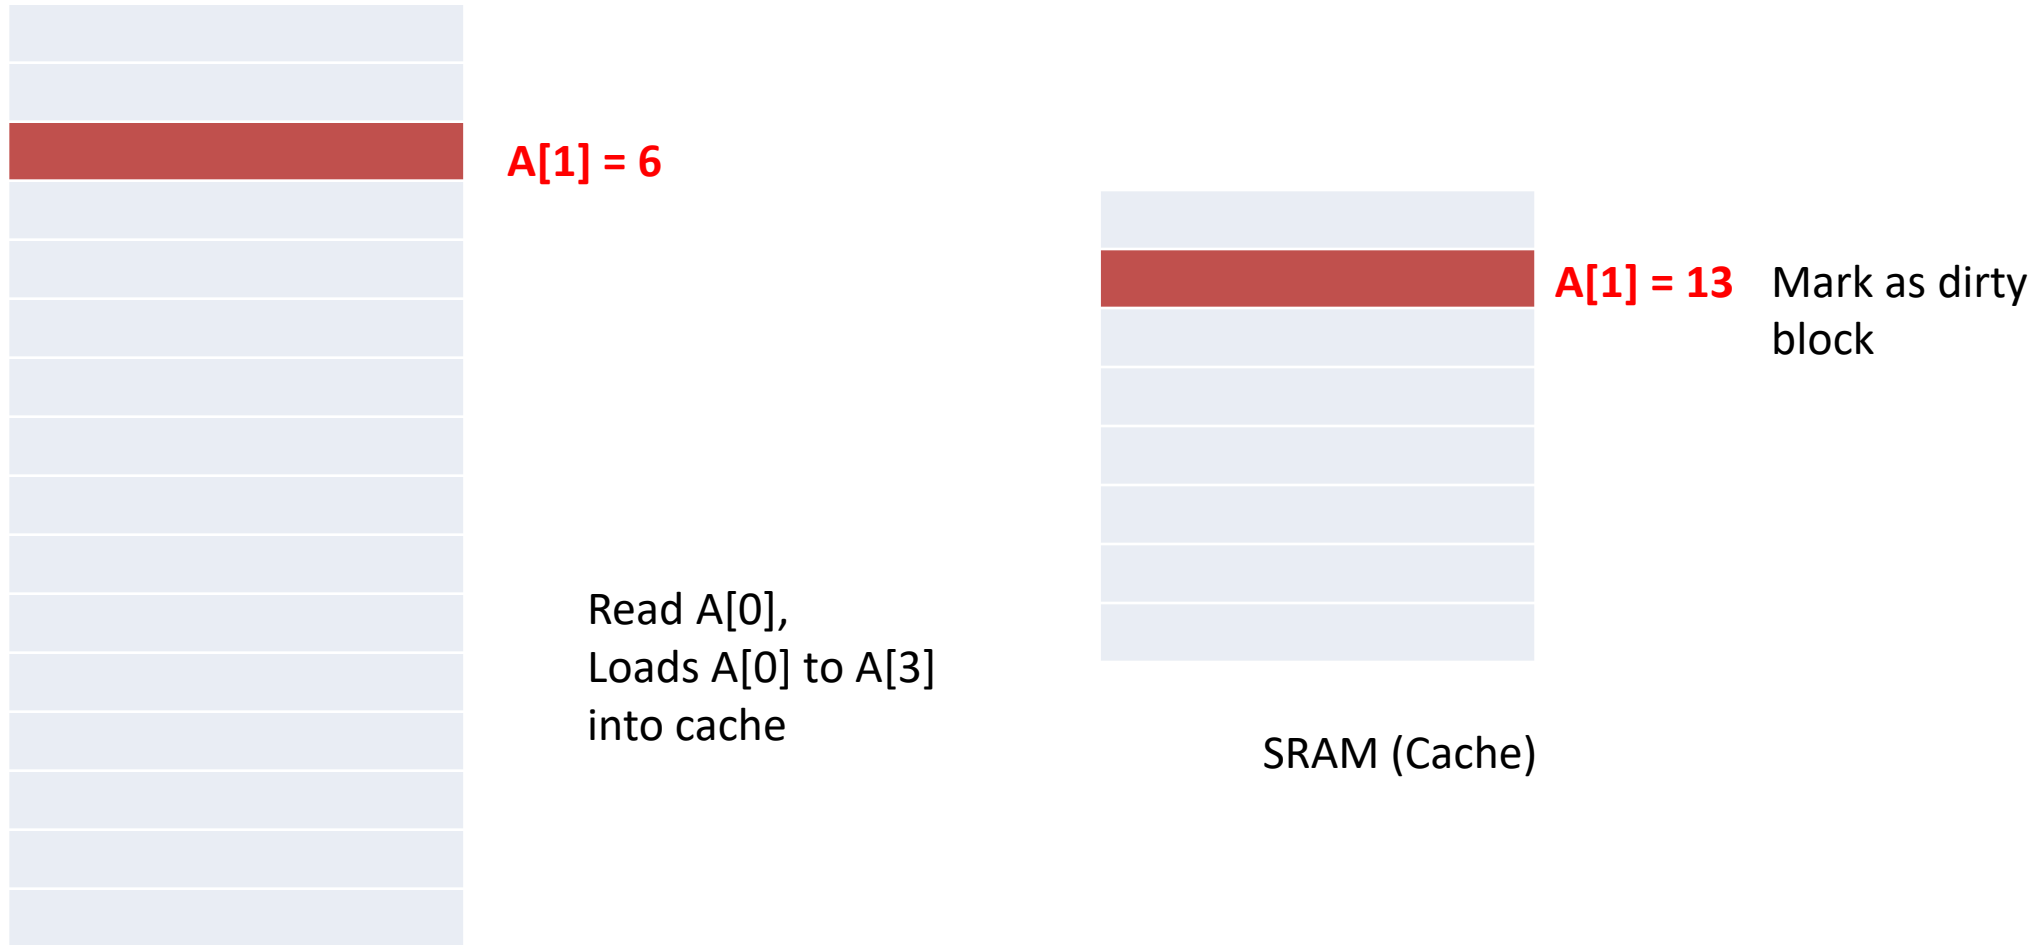 A[1] = 6
A[1] = 13
Mark as dirty
block
Read A[0],
Loads A[0] to A[3]
into cache
SRAM (Cache)